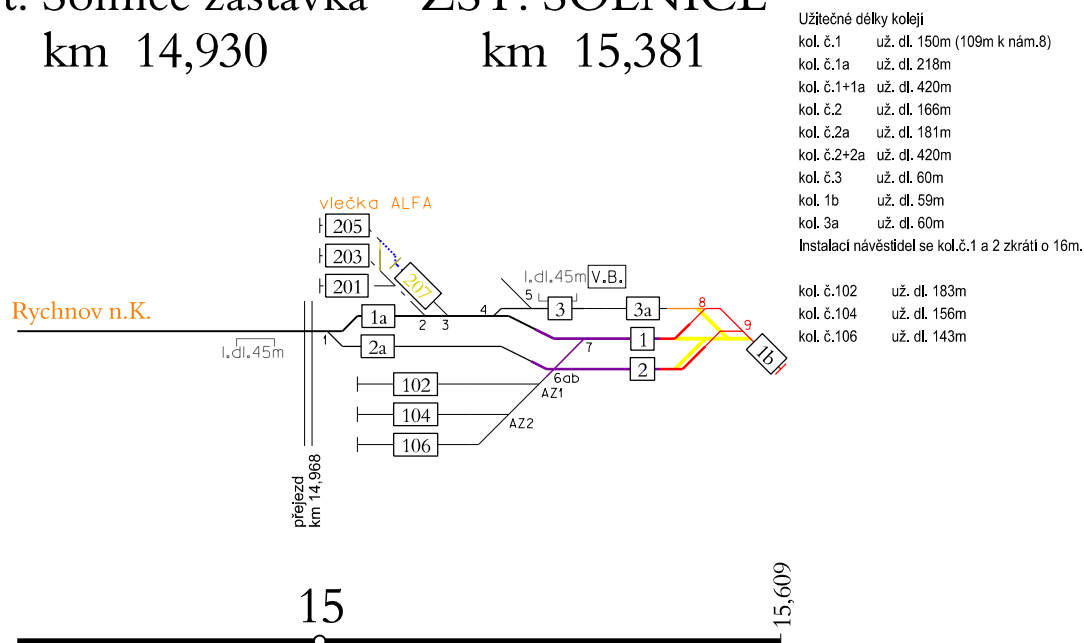 t. Solnice zastávka ŽST. SOLNICE
km 14,930 km 15,381
Užitečné délky kolejí
kol. č.1 už. dl. 150m (109m k nám.8)
kol. č.1a už. dl. 218m
kol. č.1+1a už. dl. 420m
kol. č.2 už. dl. 166m
kol. č.2a už. dl. 181m
kol. č.2+2a už. dl. 420m
kol. č.3 už. dl. 60m
kol. 1b už. dl. 59m
kol. 3a už. dl. 60m
Instalací návěstidel se kol.č.1 a 2 zkrátí o 16m.
kol. č.102 už. dl. 183m
kol. č.104 už. dl. 156m
kol. č.106 už. dl. 143m
vlečka ALFA
205
203
201
207
l.dl.45m V.B.
5
3
3a
8
Rychnov n.K.
1a
2
3
4
1
9
l.dl.45m
1
2a
7
1b
2
6ab
102
AZ1
104
AZ2
106
přejezd
km 14,968
15
15,609